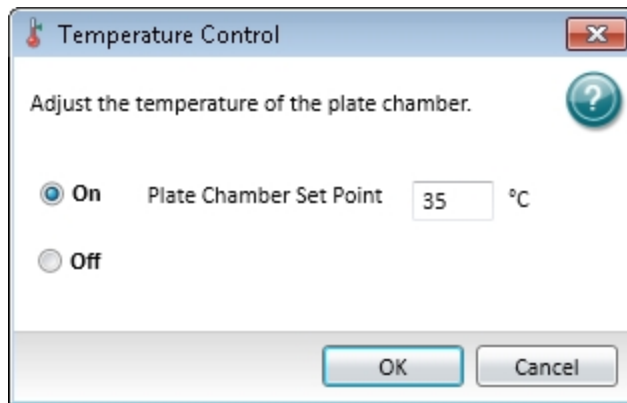 Temperature Control
Adjust the temperature of the plate chamber.
?
On Plate Chamber Set Point 35 °C
Off
OK Cancel